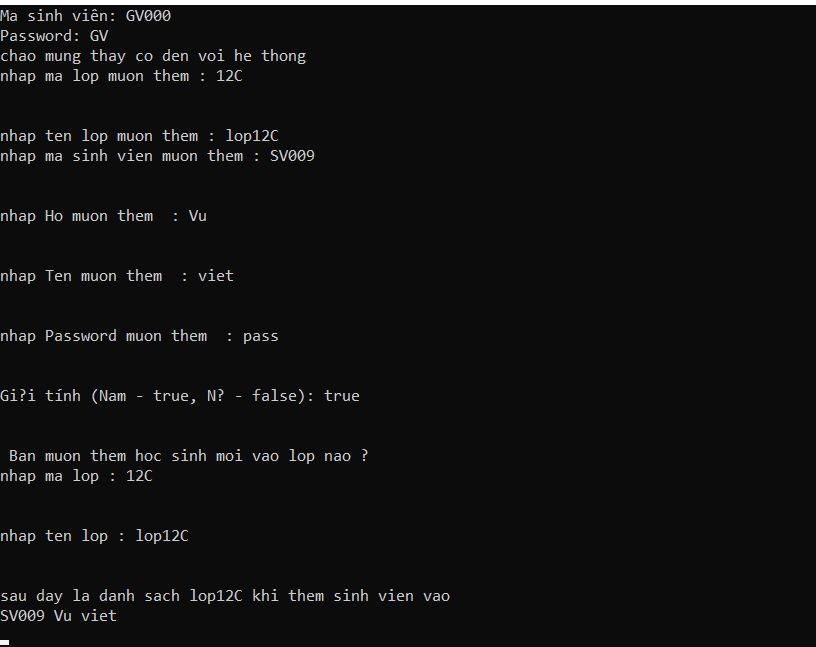 Ma sinh viên: GV000
Password: GV
chao mung thay co den voi he thong
nhap ma lop muon them : 12C
nhap ten lop muon them : lop12C
nhap ma sinh vien muon them : SV009
nhap Ho muon them  : Vu
nhap Ten muon them  : viet
nhap Password muon them  : pass
Gi?i tính (Nam - true, N? - false): true
Ban muon them hoc sinh moi vao lop nao ?
nhap ma lop : 12C
nhap ten lop : lop12C
sau day la danh sach lop12C khi them sinh vien vao
SV009 Vu viet